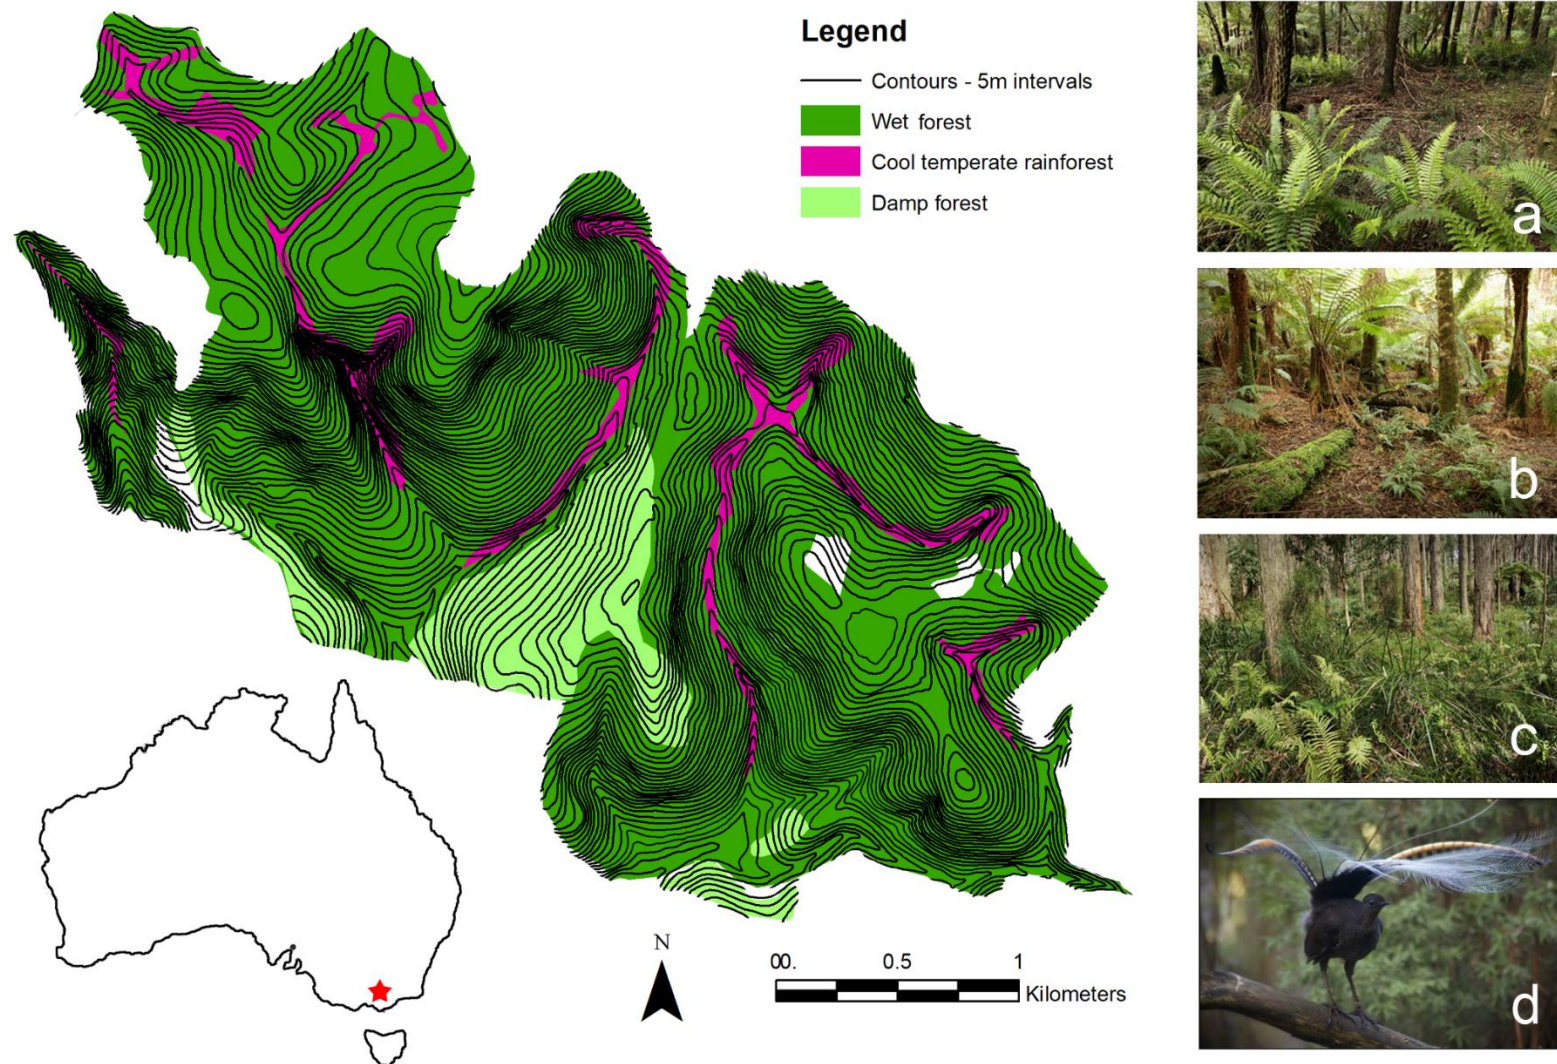 Legend
Contours - 5m intervals
Wet forest
Cool temperate rainforest
Damp forest
N
00. 0.5 1
Kilometers
a
b
c
d